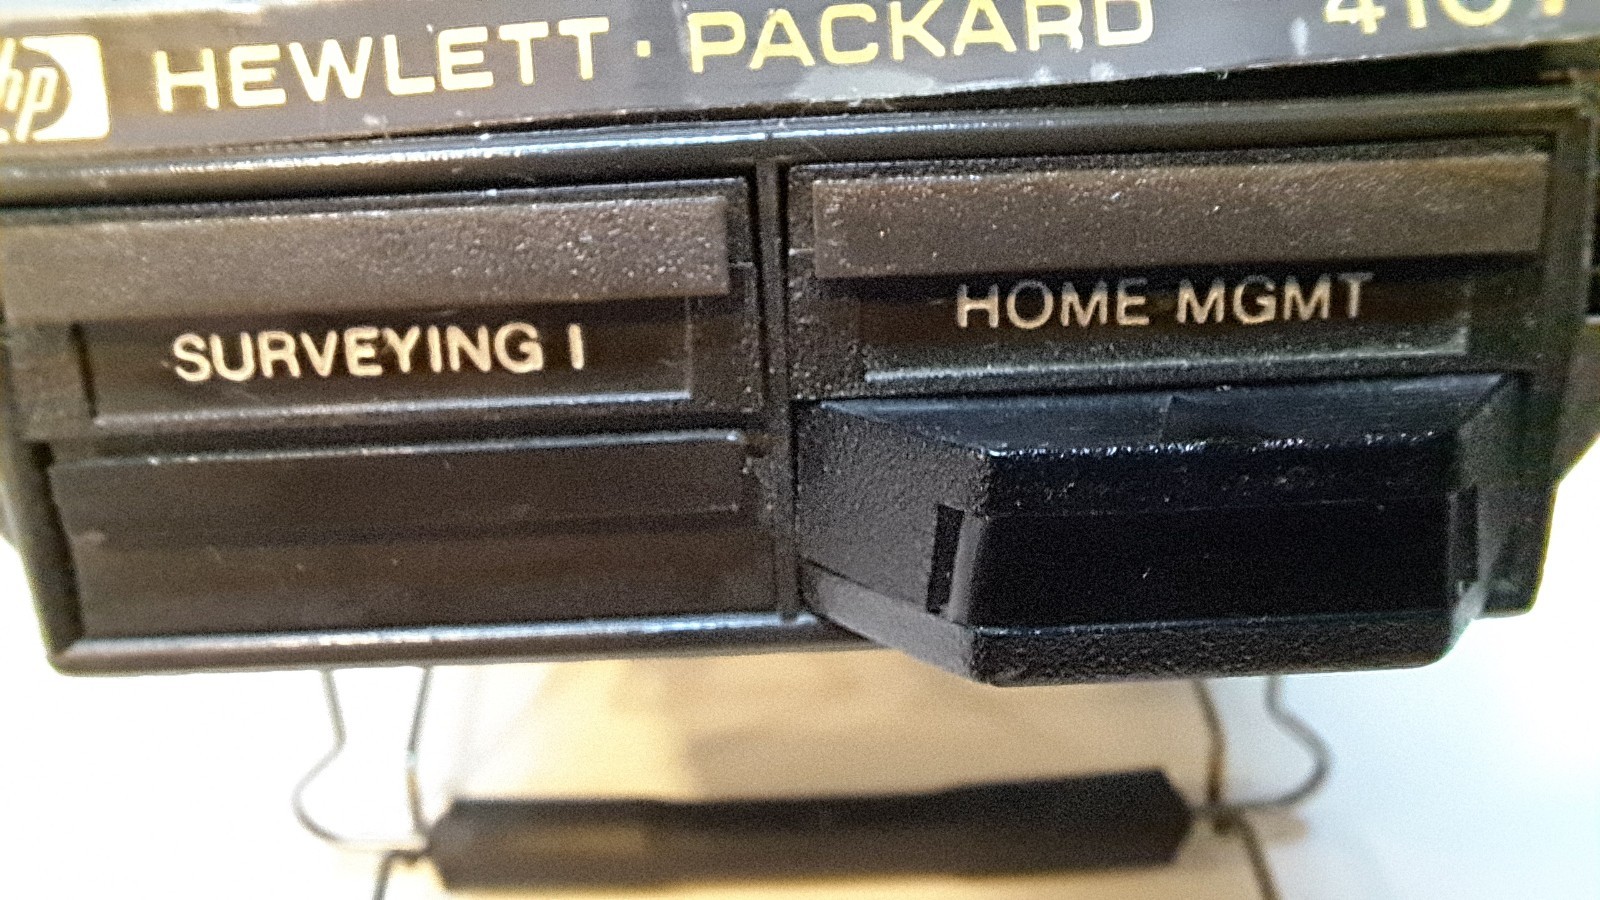 hp HEWLETT · PACKARD
SURVEYING I
HOME MGMT